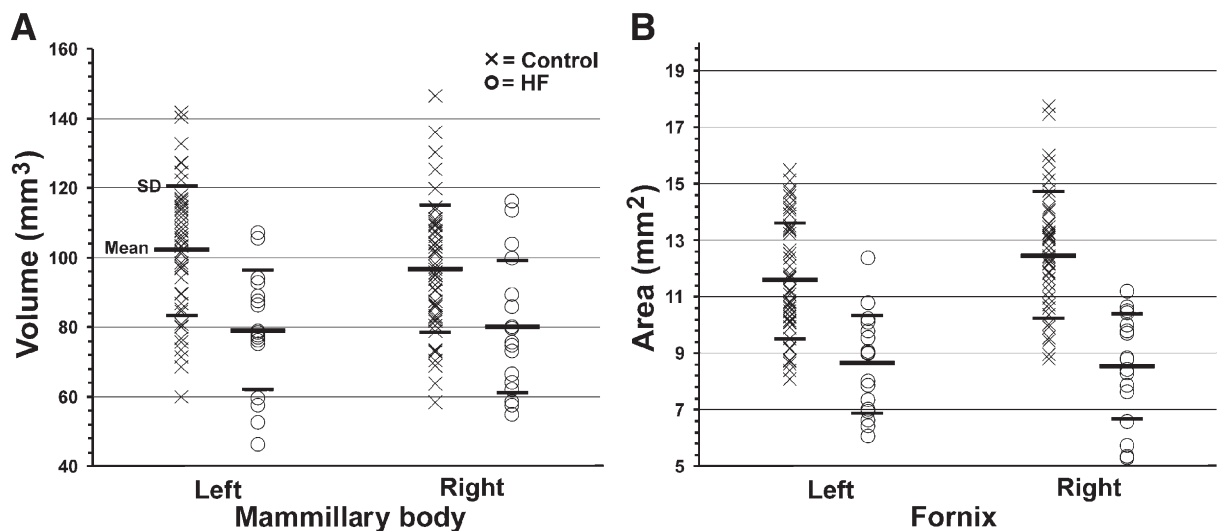 A
160
140
120
100
80
60
40
Volume (mm³)
× = Control
o = HF
SD
Mean
Left
Right
Mammillary body
B
19
17
15
13
11
9
7
5
Area (mm²)
Left
Right
Fornix